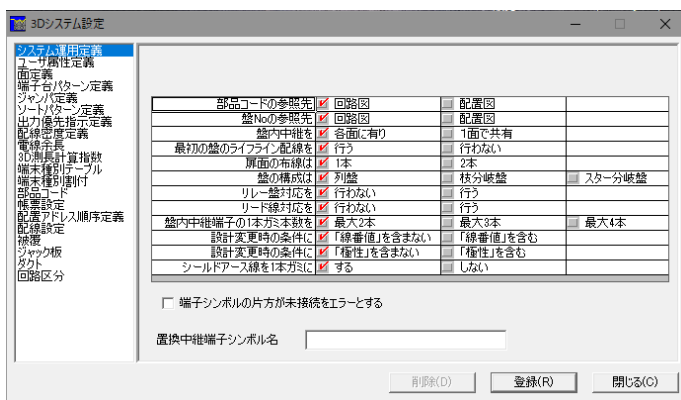 3Dシステム設定
システム運用定義
ユーザ属性定義
面定義
端子台パターン定義
ジャンパ定義
ソートパターン定義
出力優先指示定義
配線密度定義
電線余長
3D測長計算指数
端末種別テーブル
端末種別割付
部品コード
帳票設定
配置アドレス順序定義
配線設定
被覆
ジャック板
ダクト
回路区分
部品コードの参照先 回路図 配置図
盤Noの参照先 回路図 配置図
盤内中継を 各面に有り 1面で共有
最初の盤のライフライン配線を 行う 行わない
扉面の布線は 1本 2本
盤の構成は 列盤 枝分岐盤 スター分岐盤
リレー盤対応を 行わない 行う
リード線対応を 行わない 行う
盤内中継端子の1本ガミ本数を 最大2本 最大3本 最大4本
設計変更時の条件に 「線番値」を含まない 「線番値」を含む
設計変更時の条件に 「極性」を含まない 「極性」を含む
シールドアース線を1本ガミに する しない
端子シンボルの片方が未接続をエラーとする
置換中継端子シンボル名
削除(D) 登録(R) 閉じる(C)